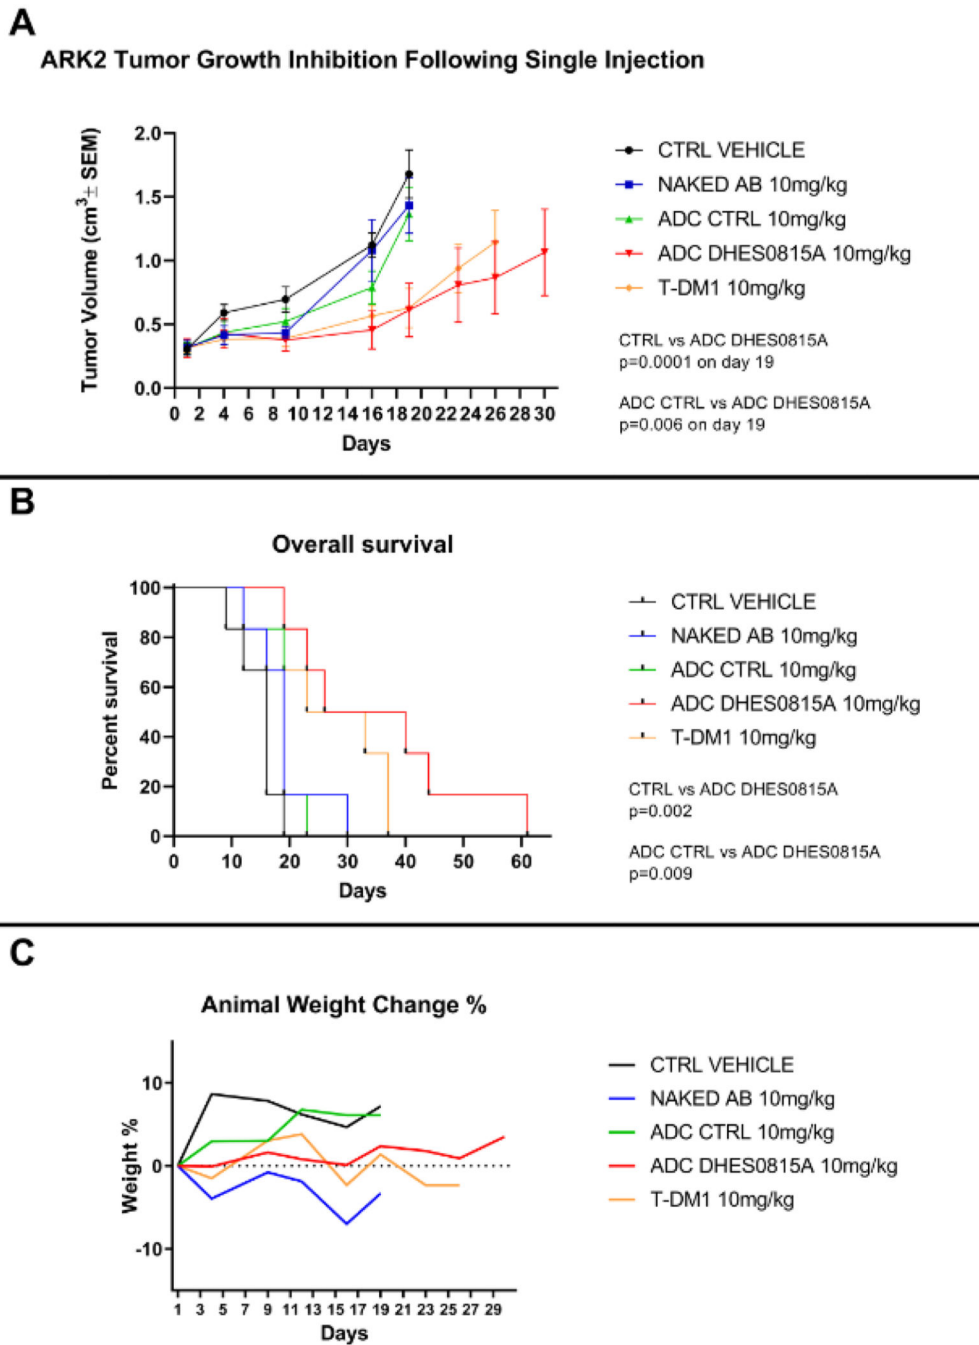 A
ARK2 Tumor Growth Inhibition Following Single Injection
Tumor Volume (cm³± SEM)
2.0
1.5
1.0
0.5
0.0
0 2 4 6 8 10 12 14 16 18 20 22 24 26 28 30
Days
CTRL VEHICLE
NAKED AB 10mg/kg
ADC CTRL 10mg/kg
ADC DHES0815A 10mg/kg
T-DM1 10mg/kg
CTRL vs ADC DHES0815A
p=0.0001 on day 19
ADC CTRL vs ADC DHES0815A
p=0.006 on day 19
B
Overall survival
Percent survival
100
80
60
40
20
0
0 10 20 30 40 50 60
Days
CTRL VEHICLE
NAKED AB 10mg/kg
ADC CTRL 10mg/kg
ADC DHES0815A 10mg/kg
T-DM1 10mg/kg
CTRL vs ADC DHES0815A
p=0.002
ADC CTRL vs ADC DHES0815A
p=0.009
C
Animal Weight Change %
Weight %
10
0
-10
1 3 5 7 9 11 13 15 17 19 21 23 25 27 29
Days
CTRL VEHICLE
NAKED AB 10mg/kg
ADC CTRL 10mg/kg
ADC DHES0815A 10mg/kg
T-DM1 10mg/kg